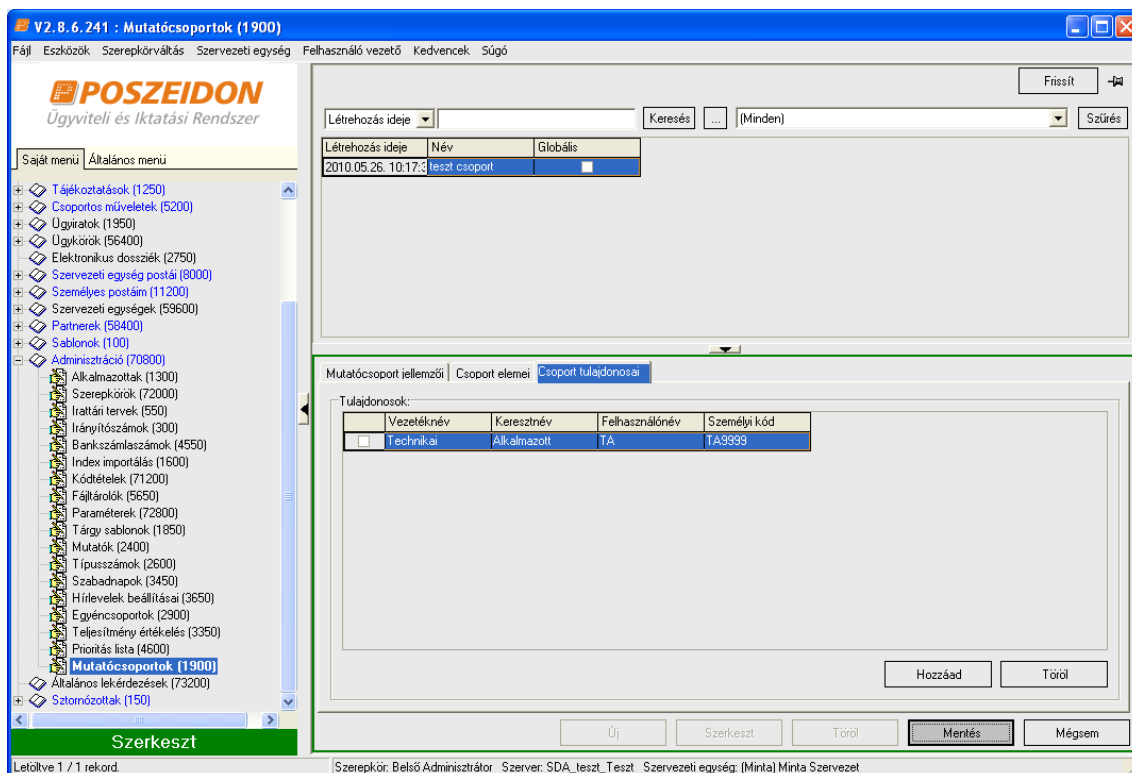 V2.8.6.241 : Mutatócsoportok (1900)
Fájl Eszközök Szerepkörváltás Szervezeti egység Felhasználó vezető Kedvencek Súgó
POSZEIDON
Ügyviteli és Iktatási Rendszer
Saját menü Általános menü
Tájékoztatások (1250)
Csoportos műveletek (5200)
Ügyiratok (1950)
Ügykörök (56400)
Elektronikus dossziék (2750)
Szervezeti egység postái (8000)
Személyes postáim (11200)
Szervezeti egységek (59600)
Partnerek (58400)
Sablonok (100)
Adminisztráció (70800)
Alkalmazottak (1300)
Szerepkörök (72000)
Irattári tervek (550)
Irányítószámok (300)
Bankszámlaszámok (4550)
Index importálás (1600)
Kódtételek (71200)
Fájltárolók (5650)
Paraméterek (72800)
Tárgy sablonok (1850)
Mutatók (2400)
Típusszámok (2600)
Szabadnapok (3450)
Hírlevelek beállításai (3650)
Egyéncsoportok (2900)
Teljesítmény értékelés (3350)
Prioritás lista (4600)
Mutatócsoportok (1900)
Általános lekérdezések (73200)
Sztornózottak (150)
Szerkeszt
Frissít
Létrehozás ideje Keresés ... (Minden) Szűrés
Létrehozás ideje Név Globális
2010.05.26. 10:17:3 teszt csoport
Mutatócsoport jellemzői Csoport elemei Csoport tulajdonosai
Tulajdonosok:
Vezetéknév Keresztnév Felhasználónév Személyi kód
Technikai Alkalmazott TA TA9999
Hozzáad Töröl
Új Szerkeszt Töröl Mentés Mégsem
Letöltve 1 / 1 rekord. Szerepkör: Belső Adminisztrátor Szerver: SDA_teszt_Teszt Szervezeti egység: (Minta) Minta Szervezet